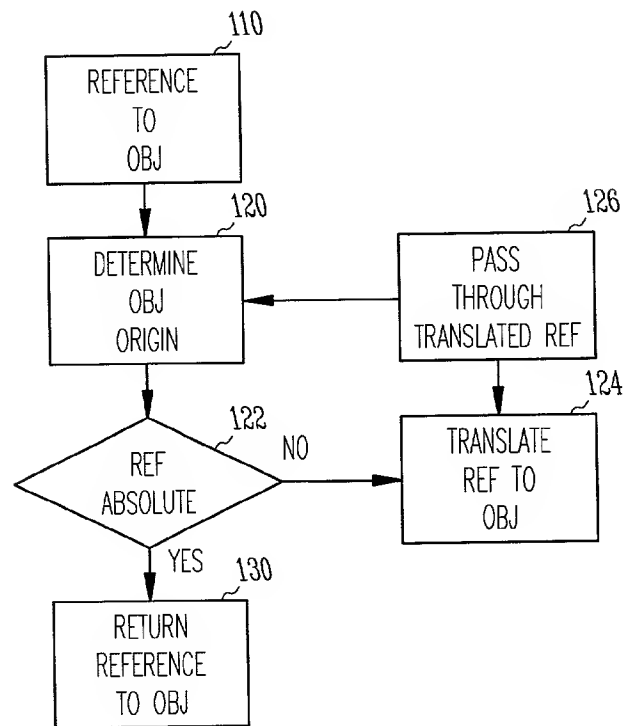 110
REFERENCE
TO
OBJ
120
DETERMINE
OBJ
ORIGIN
126
PASS
THROUGH
TRANSLATED REF
122
REF
ABSOLUTE
NO
124
TRANSLATE
REF TO
OBJ
YES
130
RETURN
REFERENCE
TO OBJ